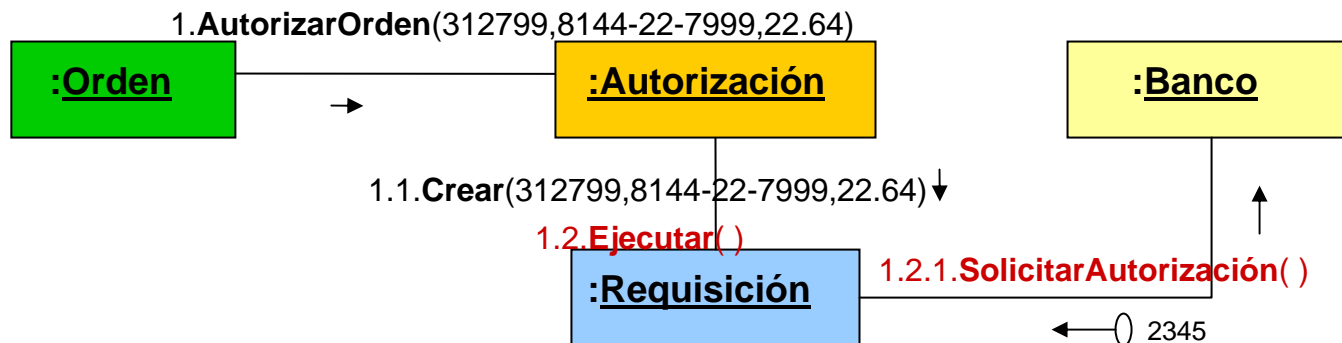 1.AutorizarOrden(312799,8144-22-7999,22.64)
:Orden
:Autorización
:Banco
1.1.Crear(312799,8144-22-7999,22.64)
1.2.Ejecutar( )
1.2.1.SolicitarAutorización( )
:Requisición
2345